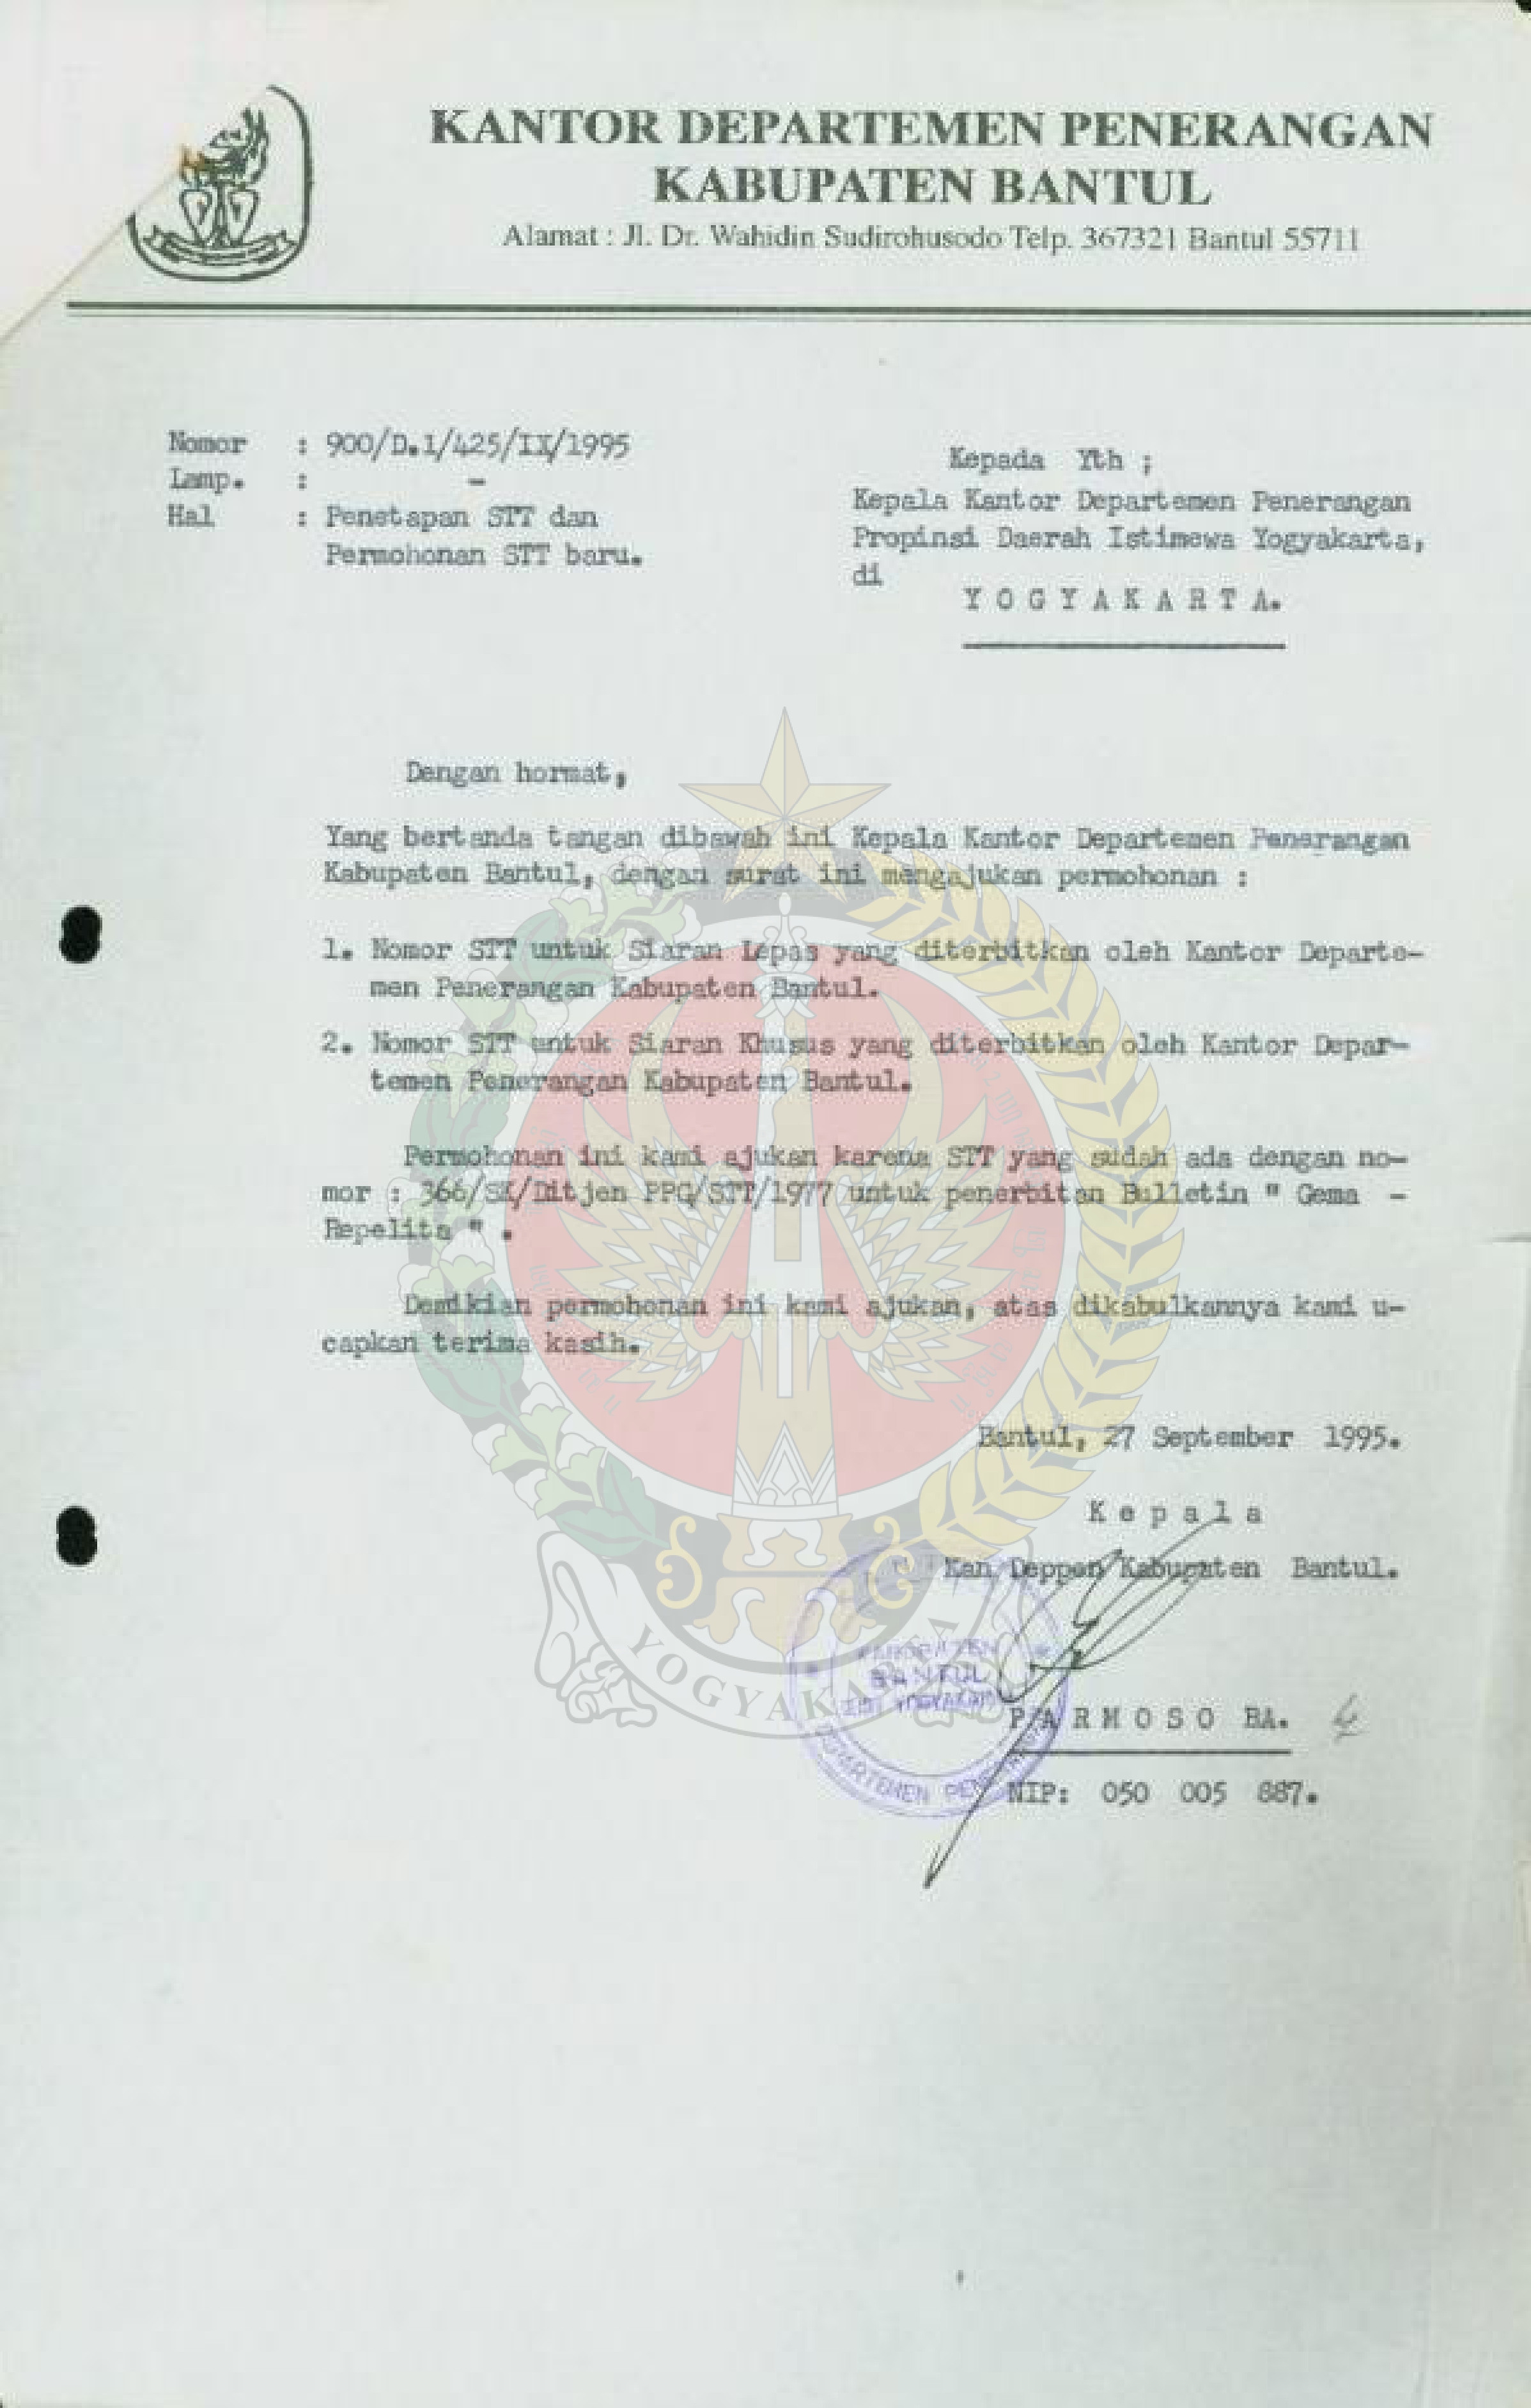 KANTOR DEPARTEMEN PENERANGAN
KABUPATEN BANTUL
Alamat : Jl. Dr. Wahidin Sudirohusodo Telp. 367321 Bantul 55711
Nomor : 900/D.1/425/IX/1995
Lamp. : -
Hal : Penetapan STT dan
Permohonan STT baru.
Kepada Yth ;
Kepala Kantor Departemen Penerangan
Propinsi Daerah Istimewa Yogyakarta,
di
Y O G Y A K A R T A.
Dengan hormat,
Yang bertanda tangan dibawah ini Kepala Kantor Departemen Penerangan
Kabupaten Bantul, dengan surat ini mengajukan permohonan :
1. Nomor STT untuk Siaran Lepas yang diterbitkan oleh Kantor Departe-
men Penerangan Kabupaten Bantul.
2. Nomor STT untuk Siaran Khusus yang diterbitkan oleh Kantor Depar-
temen Penerangan Kabupaten Bantul.
Permohonan ini kami ajukan karena STT yang sudah ada dengan no-
mor : 366/SK/Ditjen PPG/STT/1977 untuk penerbitan Bulletin " Gema -
Repelita " .
Demikian permohonan ini kami ajukan, atas dikabulkannya kami u-
capkan terima kasih.
Bantul, 27 September 1995.
K e p a l a
Kan Deppen Kabupaten Bantul.
KABUPATEN
BANTUL
YOGYAKARTA
DEPARTEMEN PENERANGAN
P A R M O S O BA.
NIP: 050 005 887.
YOGYAKARTA